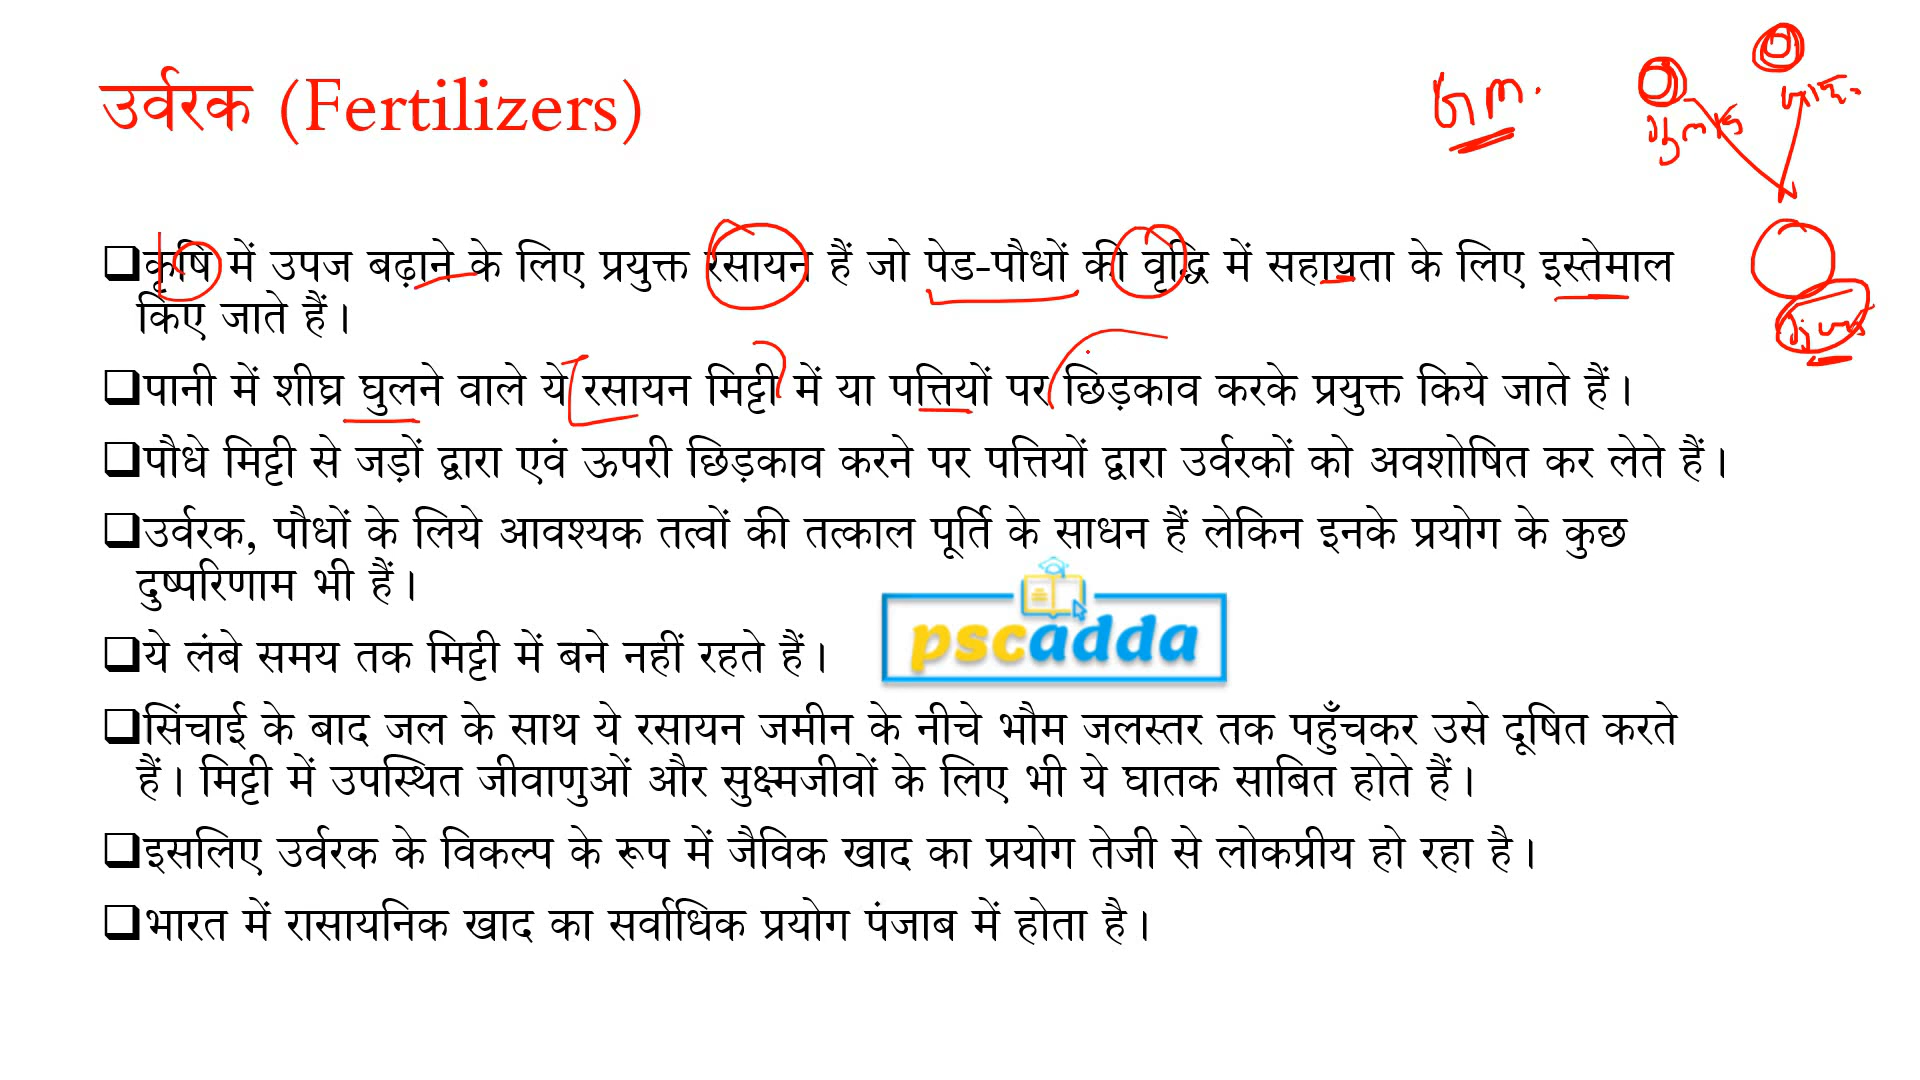 उर्वरक (Fertilizers)
कृषि में उपज बढ़ाने के लिए प्रयुक्त रसायन हैं जो पेड-पौधों की वृद्धि में सहायता के लिए इस्तेमाल
किए जाते हैं।
पानी में शीघ्र घुलने वाले ये रसायन मिट्टी में या पत्तियों पर छिड़काव करके प्रयुक्त किये जाते हैं।
पौधे मिट्टी से जड़ों द्वारा एवं ऊपरी छिड़काव करने पर पत्तियों द्वारा उर्वरकों को अवशोषित कर लेते हैं।
उर्वरक, पौधों के लिये आवश्यक तत्वों की तत्काल पूर्ति के साधन हैं लेकिन इनके प्रयोग के कुछ
दुष्परिणाम भी हैं।
ये लंबे समय तक मिट्टी में बने नहीं रहते हैं।
pscadda
सिंचाई के बाद जल के साथ ये रसायन जमीन के नीचे भौम जलस्तर तक पहुँचकर उसे दूषित करते
हैं। मिट्टी में उपस्थित जीवाणुओं और सुक्ष्मजीवों के लिए भी ये घातक साबित होते हैं।
इसलिए उर्वरक के विकल्प के रूप में जैविक खाद का प्रयोग तेजी से लोकप्रीय हो रहा है।
भारत में रासायनिक खाद का सर्वाधिक प्रयोग पंजाब में होता है।